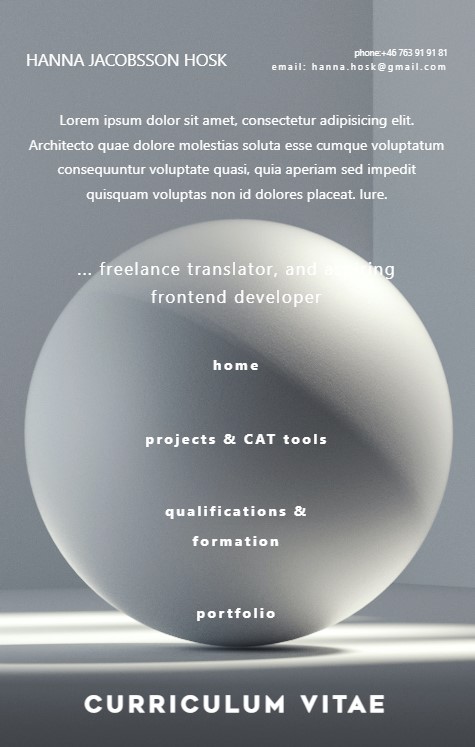 HANNA JACOBSSON HOSK
phone:+46 763 91 91 81
email: hanna.hosk@gmail.com
Lorem ipsum dolor sit amet, consectetur adipisicing elit.
Architecto quae dolore molestias soluta esse cumque voluptatum
consequuntur voluptate quasi, quia aperiam sed impedit
quisquam voluptas non id dolores placeat. Iure.
... freelance translator, and aspiring
frontend developer
home
projects & CAT tools
qualifications &
formation
portfolio
CURRICULUM VITAE